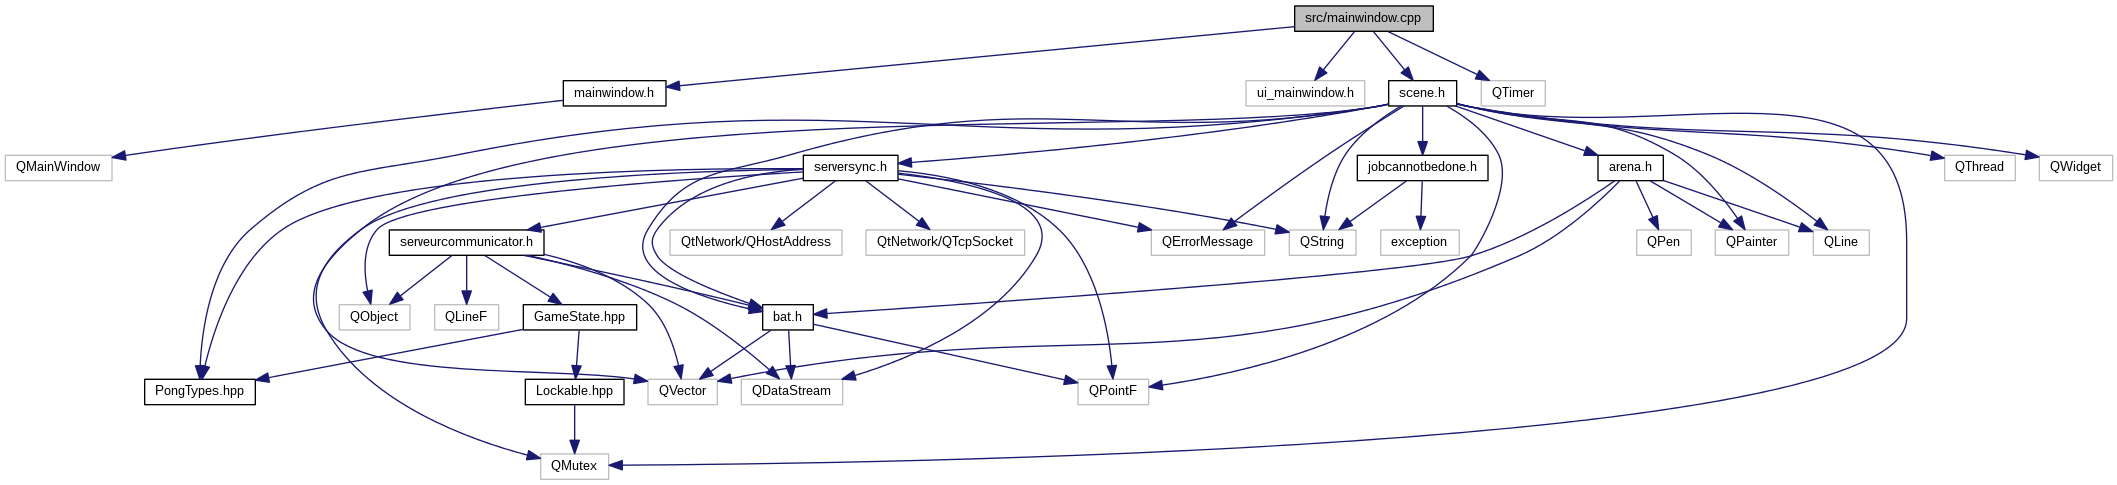 src/mainwindow.cpp
mainwindow.h
ui_mainwindow.h
scene.h
QTimer
QMainWindow
serversync.h
jobcannotbedone.h
arena.h
QThread
QWidget
serveurcommunicator.h
QtNetwork/QHostAddress
QtNetwork/QTcpSocket
QErrorMessage
QString
exception
QPen
QPainter
QLine
QObject
QLineF
GameState.hpp
bat.h
PongTypes.hpp
Lockable.hpp
QVector
QDataStream
QPointF
QMutex